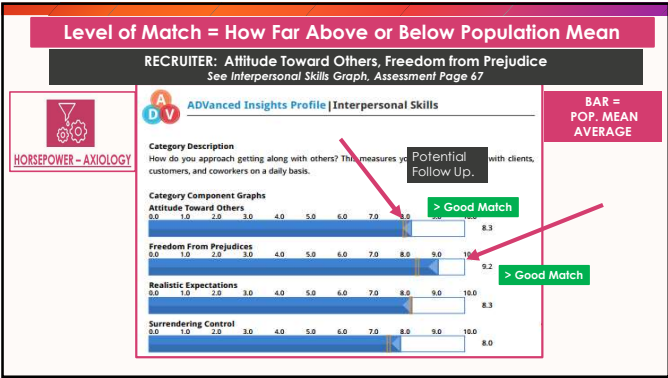 Level of Match = How Far Above or Below Population Mean
RECRUITER: Attitude Toward Others, Freedom from Prejudice
See Interpersonal Skills Graph, Assessment Page 67
HORSEPOWER – AXIOLOGY
A
D V
ADVanced Insights Profile | Interpersonal Skills
BAR =
POP. MEAN
AVERAGE
Category Description
How do you approach getting along with others? This measures with clients,
customers, and coworkers on a daily basis.
Potential
Follow Up.
Category Component Graphs
Attitude Toward Others
> Good Match
0.0 1.0 2.0 3.0 4.0 5.0 6.0 7.0 8.0 10.0
8.3
Freedom From Prejudices
0.0 1.0 2.0 3.0 4.0 5.0 6.0 7.0 8.0 9.0 10.0
9.2
> Good Match
Realistic Expectations
0.0 1.0 2.0 3.0 4.0 5.0 6.0 7.0 8.0 9.0 10.0
8.3
Surrendering Control
0.0 1.0 2.0 3.0 4.0 5.0 6.0 7.0 8.0 9.0 10.0
8.0